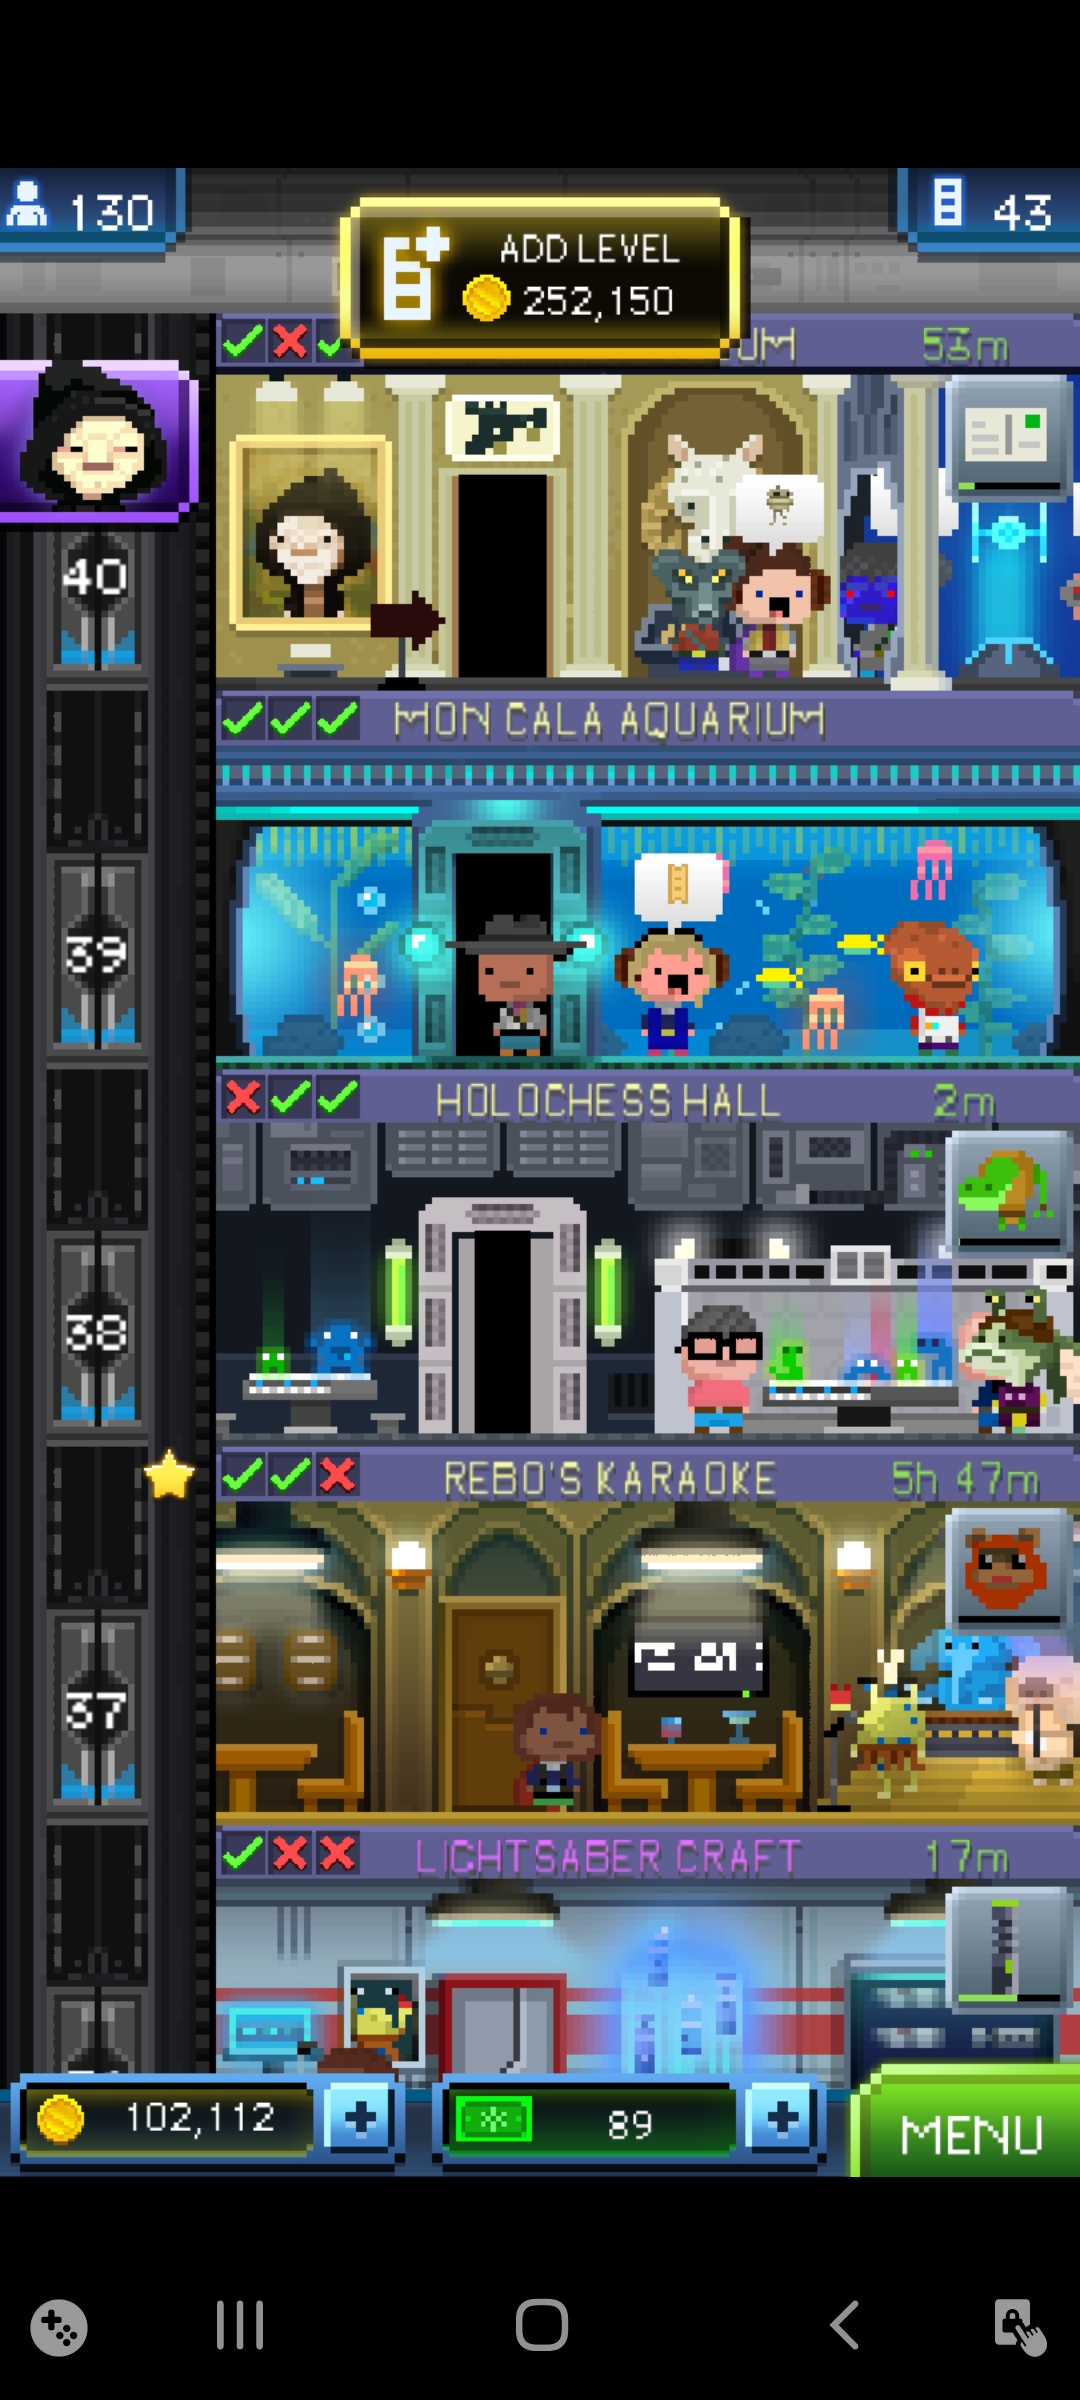 130
ADD LEVEL
252,150
43
UM 53m
40
MON CALA AQUARIUM
39
HOLOCHESS HALL 2m
38
REBO'S KARAOKE 5h 47m
37
LIGHTSABER CRAFT 17m
102,112
89
MENU